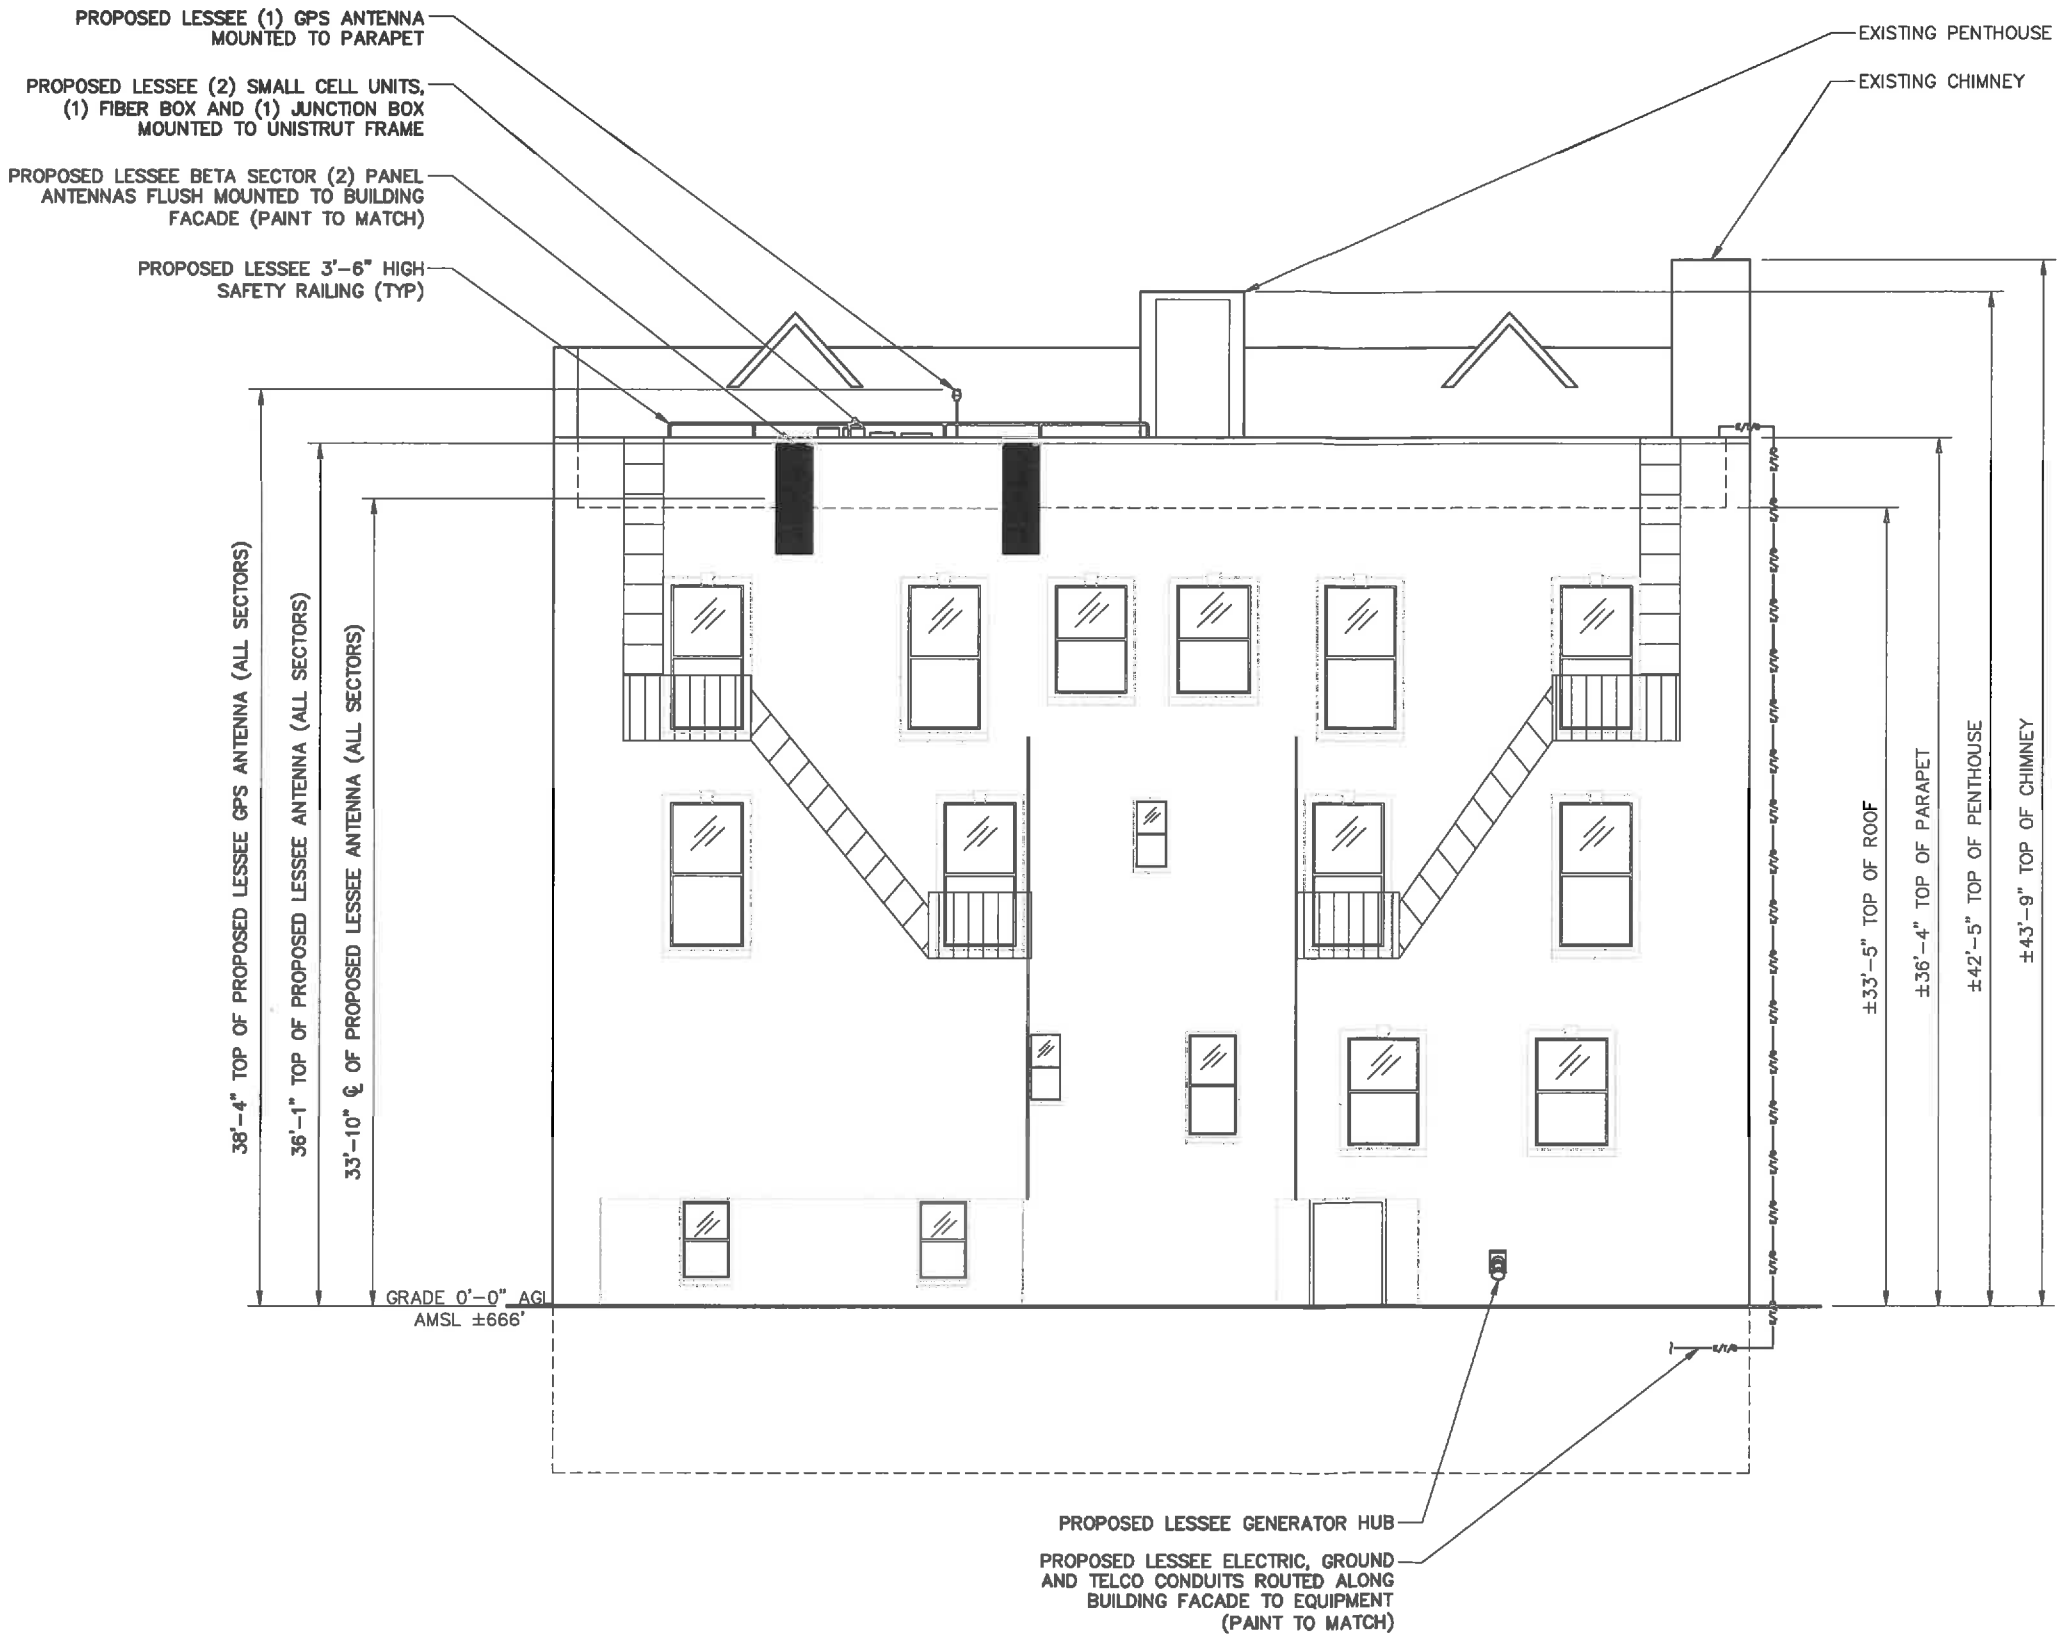 PROPOSED LESSEE (1) GPS ANTENNA
MOUNTED TO PARAPET
PROPOSED LESSEE (2) SMALL CELL UNITS,
(1) FIBER BOX AND (1) JUNCTION BOX
MOUNTED TO UNISTRUT FRAME
PROPOSED LESSEE BETA SECTOR (2) PANEL
ANTENNAS FLUSH MOUNTED TO BUILDING
FACADE (PAINT TO MATCH)
PROPOSED LESSEE 3'-6" HIGH
SAFETY RAILING (TYP)
EXISTING PENTHOUSE
EXISTING CHIMNEY
38'-4" TOP OF PROPOSED LESSEE GPS ANTENNA (ALL SECTORS)
36'-1" TOP OF PROPOSED LESSEE ANTENNA (ALL SECTORS)
33'-10" ℄ OF PROPOSED LESSEE ANTENNA (ALL SECTORS)
±33'-5" TOP OF ROOF
±36'-4" TOP OF PARAPET
±42'-5" TOP OF PENTHOUSE
±43'-9" TOP OF CHIMNEY
GRADE 0'-0" AGL
AMSL ±666'
PROPOSED LESSEE GENERATOR HUB
PROPOSED LESSEE ELECTRIC, GROUND
AND TELCO CONDUITS ROUTED ALONG
BUILDING FACADE TO EQUIPMENT
(PAINT TO MATCH)